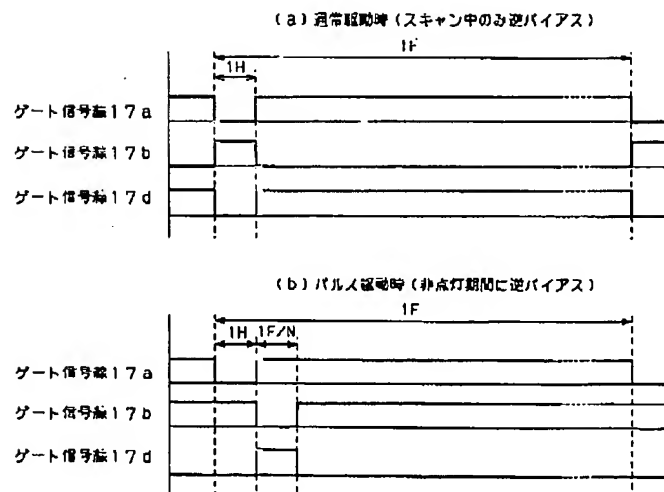 (a) 通常駆動時(スキャン中のみ逆バイアス)
1F
1H
ゲート信号線17a
ゲート信号線17b
ゲート信号線17d
(b) パルス駆動時(非点灯期間に逆バイアス)
1F
1H 1F/N
ゲート信号線17a
ゲート信号線17b
ゲート信号線17d